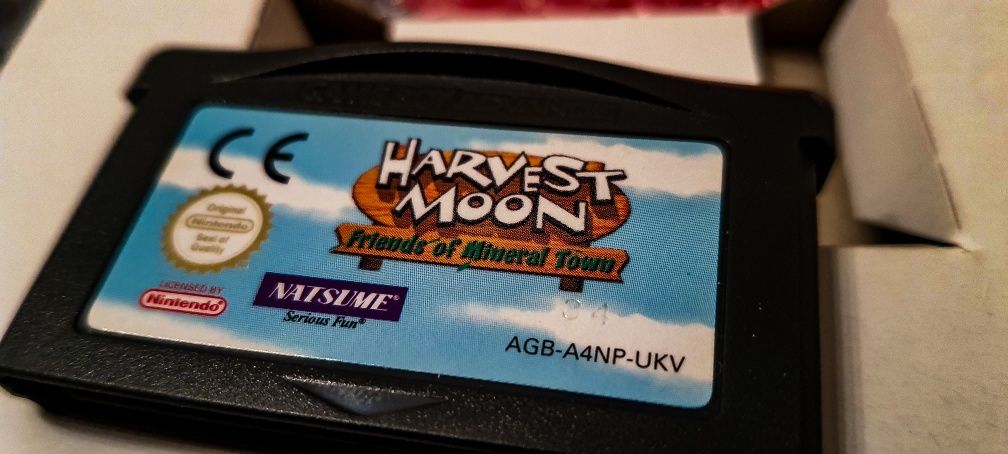 CE
HARVEST
MOON
Friends of Mineral Town
Original
Nintendo
Seal of
Quality
LICENSED BY
Nintendo®
NATSUME®
Serious Fun®
34
AGB-A4NP-UKV